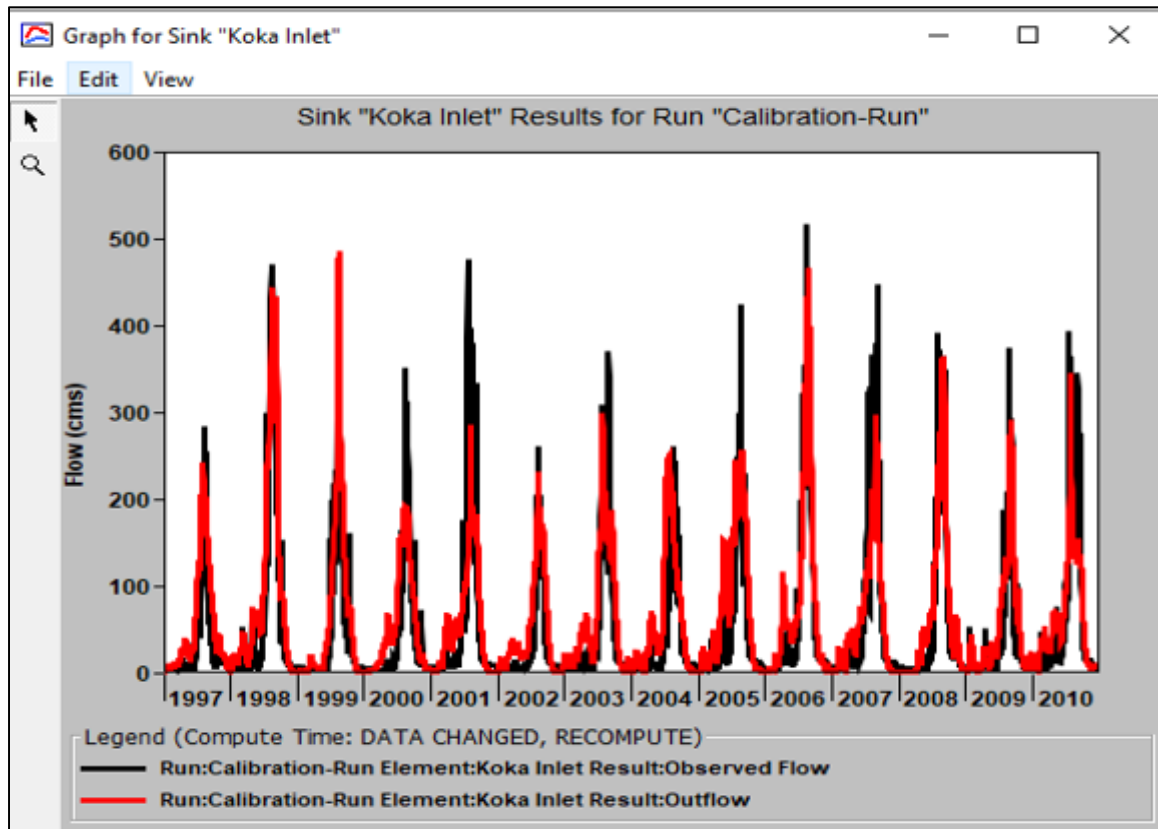 Graph for Sink "Koka Inlet"
File Edit View
Sink "Koka Inlet" Results for Run "Calibration-Run"
600
500
400
300
200
100
0
Flow (cms)
1997 1998 1999 2000 2001 2002 2003 2004 2005 2006 2007 2008 2009 2010
Legend (Compute Time: DATA CHANGED, RECOMPUTE)
Run:Calibration-Run Element:Koka Inlet Result:Observed Flow
Run:Calibration-Run Element:Koka Inlet Result:Outflow